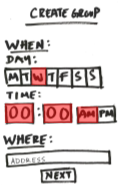 CREATE GROUP
WHEN:
DAY:
M T W T F S S
TIME:
00 : 00 AM PM
WHERE:
ADDRESS
NEXT